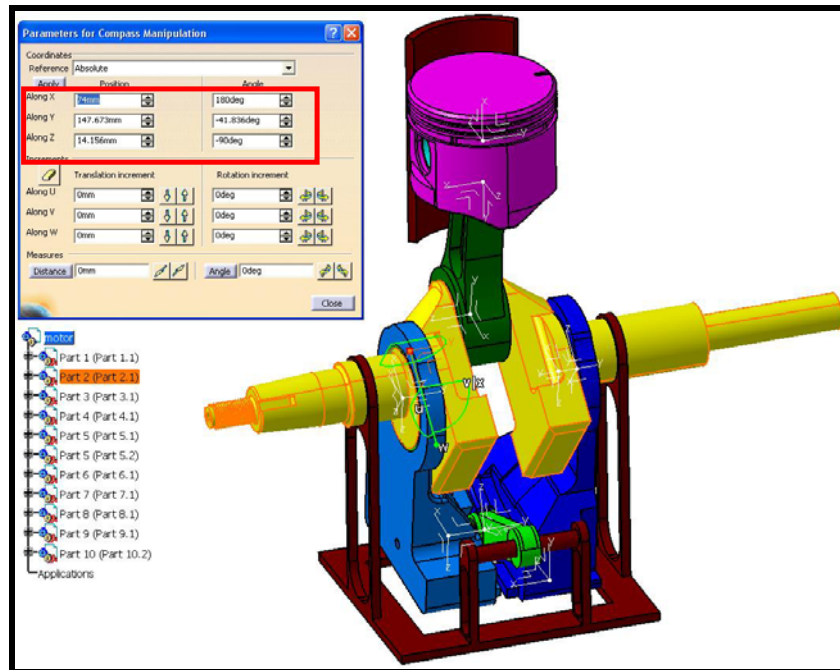 Parameters for Compass Manipulation
Coordinates
Reference Absolute
Apply Position Angle
Along X 74mm 180deg
Along Y 147.673mm -41.836deg
Along Z 14.156mm -90deg
Increments
Translation increment Rotation increment
Along U 0mm 0deg
Along V 0mm 0deg
Along W 0mm 0deg
Measures
Distance 0mm Angle 0deg
Close
motor
Part 1 (Part 1.1)
Part 2 (Part 2.1)
Part 3 (Part 3.1)
Part 4 (Part 4.1)
Part 5 (Part 5.1)
Part 5 (Part 5.2)
Part 6 (Part 6.1)
Part 7 (Part 7.1)
Part 8 (Part 8.1)
Part 9 (Part 9.1)
Part 10 (Part 10.2)
Applications